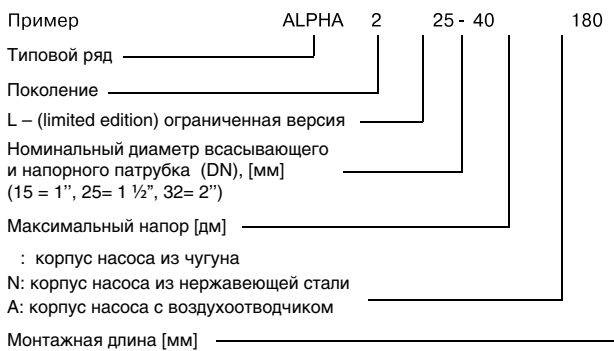 Пример ALPHA 2 25 - 40 180
Типовой ряд
Поколение
L – (limited edition) ограниченная версия
Номинальный диаметр всасывающего
и напорного патрубка (DN), [мм]
(15 = 1’’, 25= 1 ½”, 32= 2’’)
Максимальный напор [дм]
: корпус насоса из чугуна
N: корпус насоса из нержавеющей стали
A: корпус насоса с воздухоотводчиком
Монтажная длина [мм]